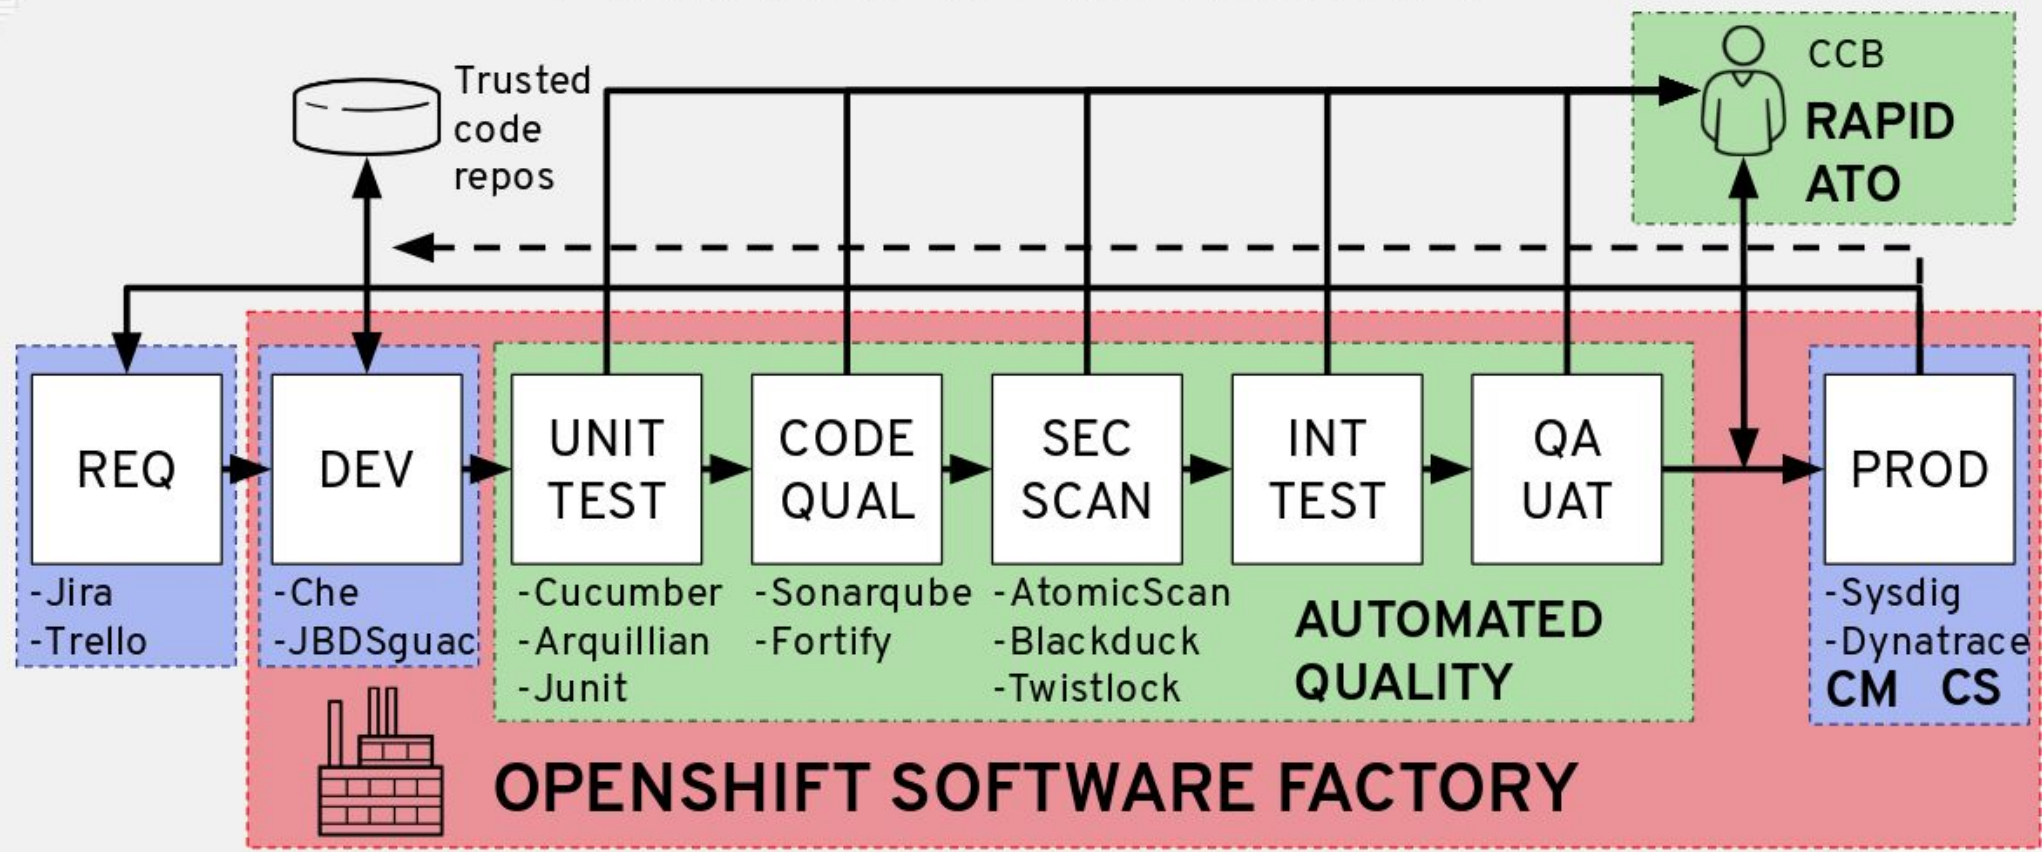 Trusted
code
repos
CCB
RAPID
ATO
REQ
-Jira
-Trello
DEV
-Che
-JBDSguac
UNIT
TEST
-Cucumber
-Arquillian
-Junit
CODE
QUAL
-Sonarqube
-Fortify
SEC
SCAN
-AtomicScan
-Blackduck
-Twistlock
INT
TEST
QA
UAT
AUTOMATED
QUALITY
PROD
-Sysdig
-Dynatrace
CM CS
OPENSHIFT SOFTWARE FACTORY